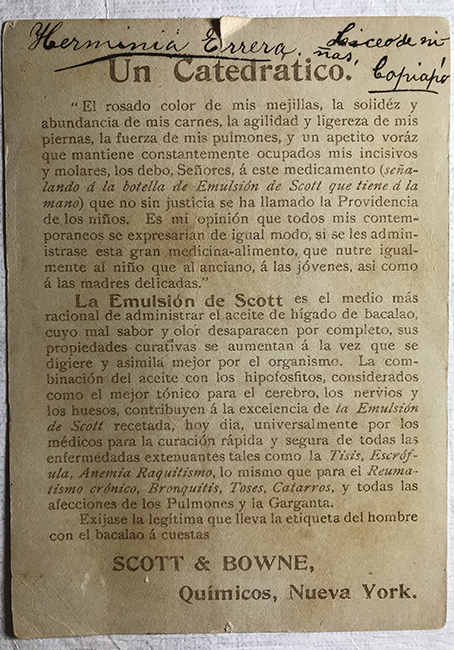 Herminia Errera. Liceo de ni-
ñas,
Un Catedrático. Copiapó
“El rosado color de mis mejillas, la solidéz y
abundancia de mis carnes, la agilidad y ligereza de mis
piernas, la fuerza de mis pulmones, y un apetito voráz
que mantiene constantemente ocupados mis incisivos
y molares, los debo, Señores, á este medicamento (seña-
lando á la botella de Emulsión de Scott que tiene á la
mano) que no sin justicia se ha llamado la Providencia
de los niños. Es mi opinión que todos mis contem-
poraneos se expresarian de igual modo, si se les admin-
istrase esta gran medicina-alimento, que nutre igual-
mente al niño que al anciano, á las jóvenes, asi como
á las madres delicadas.”
La Emulsión de Scott es el medio más
racional de administrar el aceite de hígado de bacalao,
cuyo mal sabor y olor desaparecen por completo, sus
propiedades curativas se aumentan á la vez que se
digiere y asimila mejor por el organismo. La com-
binación del aceite con los hipofosfitos, considerados
como el mejor tónico para el cerebro, los nervios y
los huesos, contribuyen á la excelencia de la Emulsión
de Scott recetada, hoy dia, universalmente por los
médicos para la curación rápida y segura de todas las
enfermedadas extenuantes tales como la Tisis, Escróf-
ula, Anemia Raquitismo, lo mismo que para el Reuma-
tismo crónico, Bronquitis, Toses, Catarros, y todas las
afecciones de los Pulmones y la Garganta.
Exijase la legítima que lleva la etiqueta del hombre
con el bacalao á cuestas
SCOTT & BOWNE,
Químicos, Nueva York.